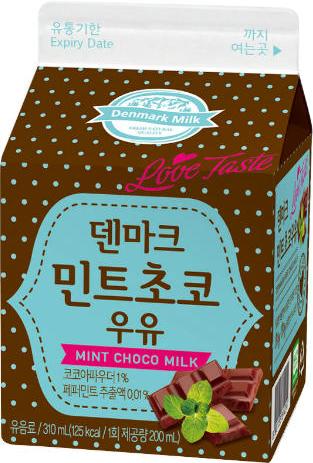 유통기한
Expiry Date
까지
여는곳 ▶
Denmark Milk
Love Taste
덴마크
민트초코
우유
MINT CHOCO MILK
코코아파우더 1%
페퍼민트 추출액 0.01%
유음료 / 310 mL (125 kcal / 1회 제공량 200 mL)